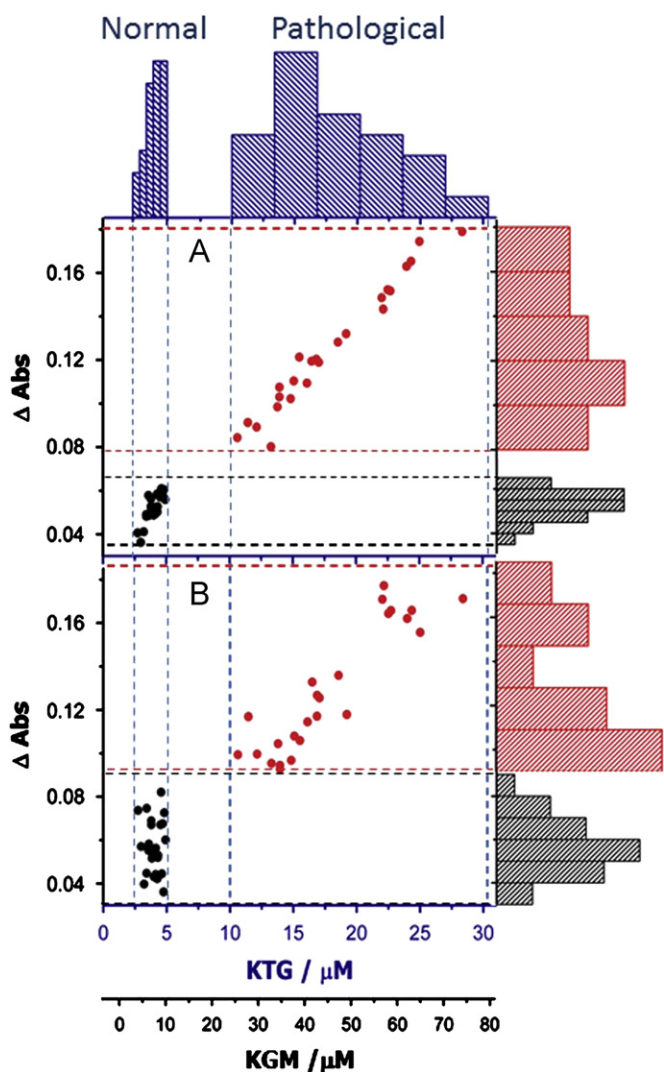 Normal Pathological
A
0.16
0.12
0.08
0.04
Δ Abs
B
0.16
0.12
0.08
0.04
Δ Abs
0 5 10 15 20 25 30
KTG / μM
0 10 20 30 40 50 60 70 80
KGM /μM